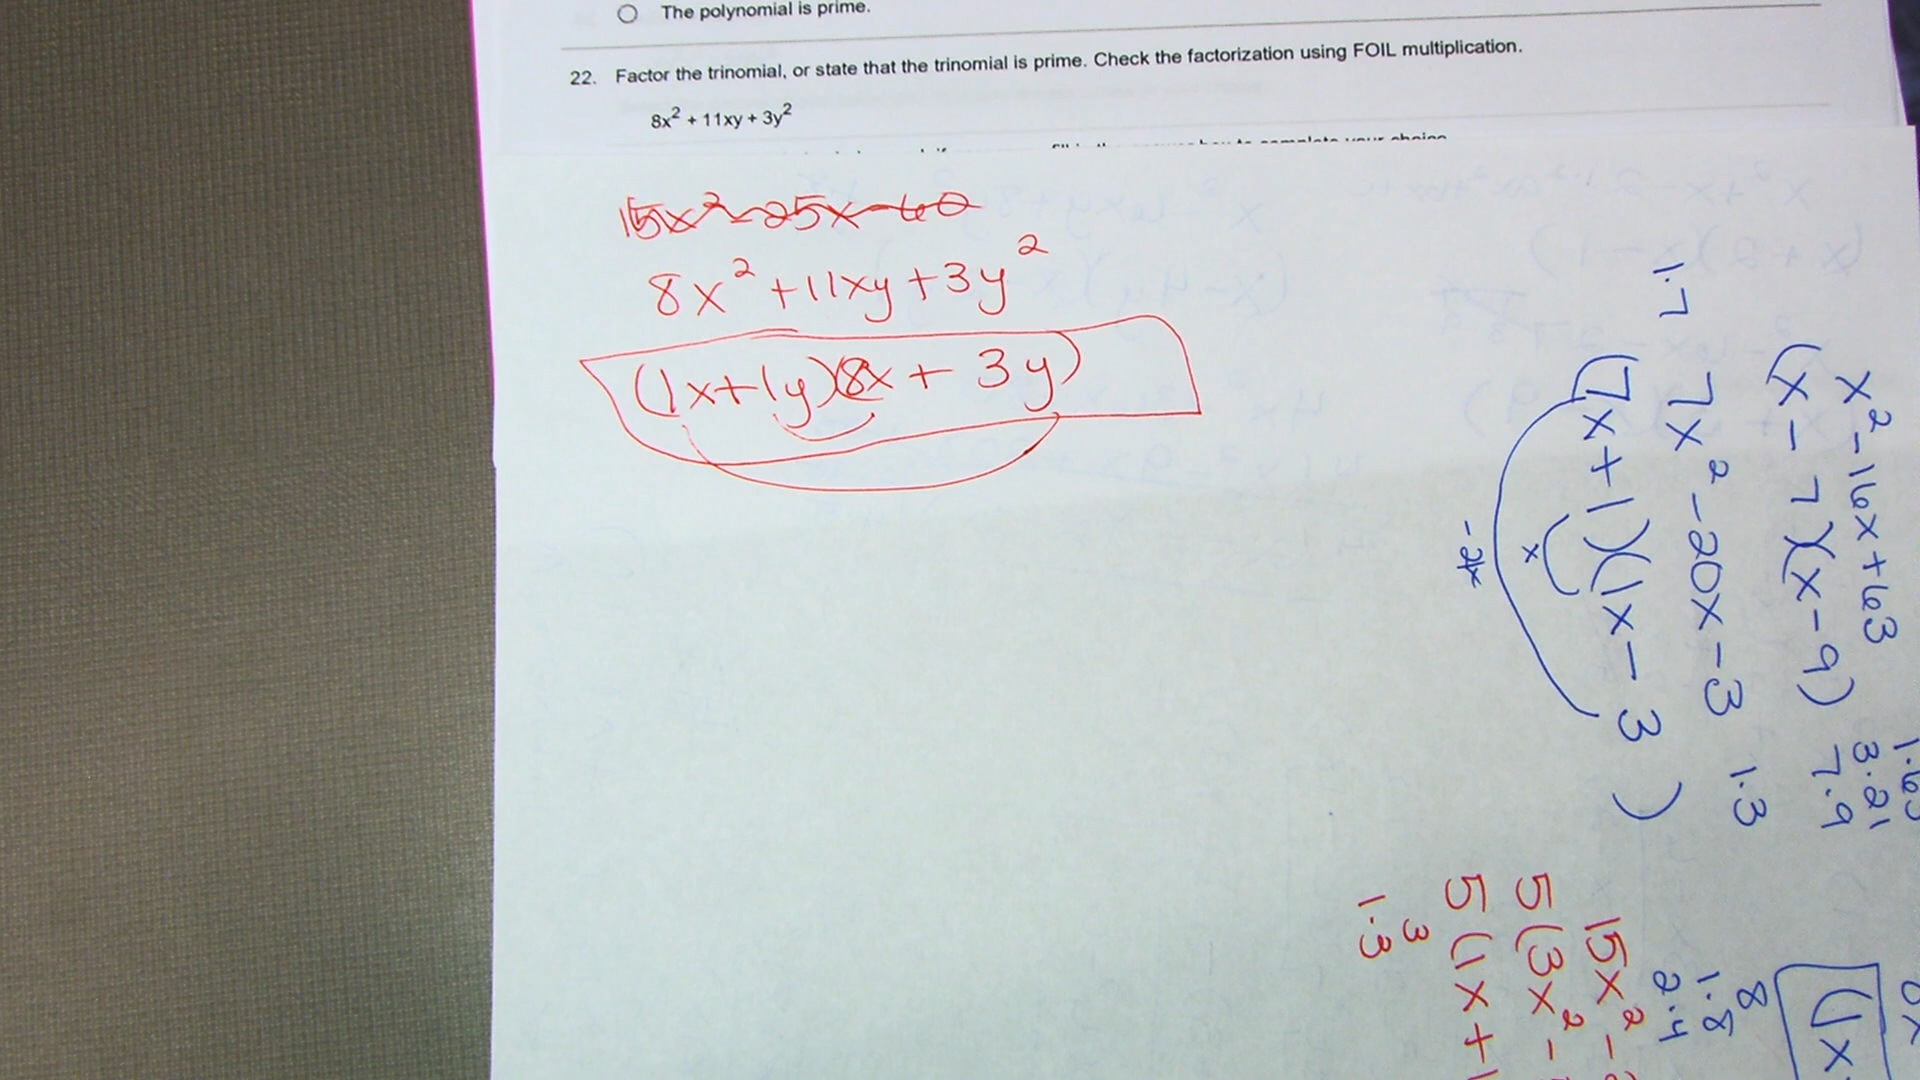 The polynomial is prime.
22. Factor the trinomial, or state that the trinomial is prime. Check the factorization using FOIL multiplication.
8x² + 11xy + 3y²
15x²-25x-60
8x² +11xy +3y²
(1x+1y)(8x + 3y)
x²-16x+63
(x-7)(x-9)
3·21
7·9
7x²-20x-3
1·3
1·7
(7x+1)(1x-3)
x
-21x
8
1·8
2·4
15x²-
5(3x²-
5(1x+
3
1·3